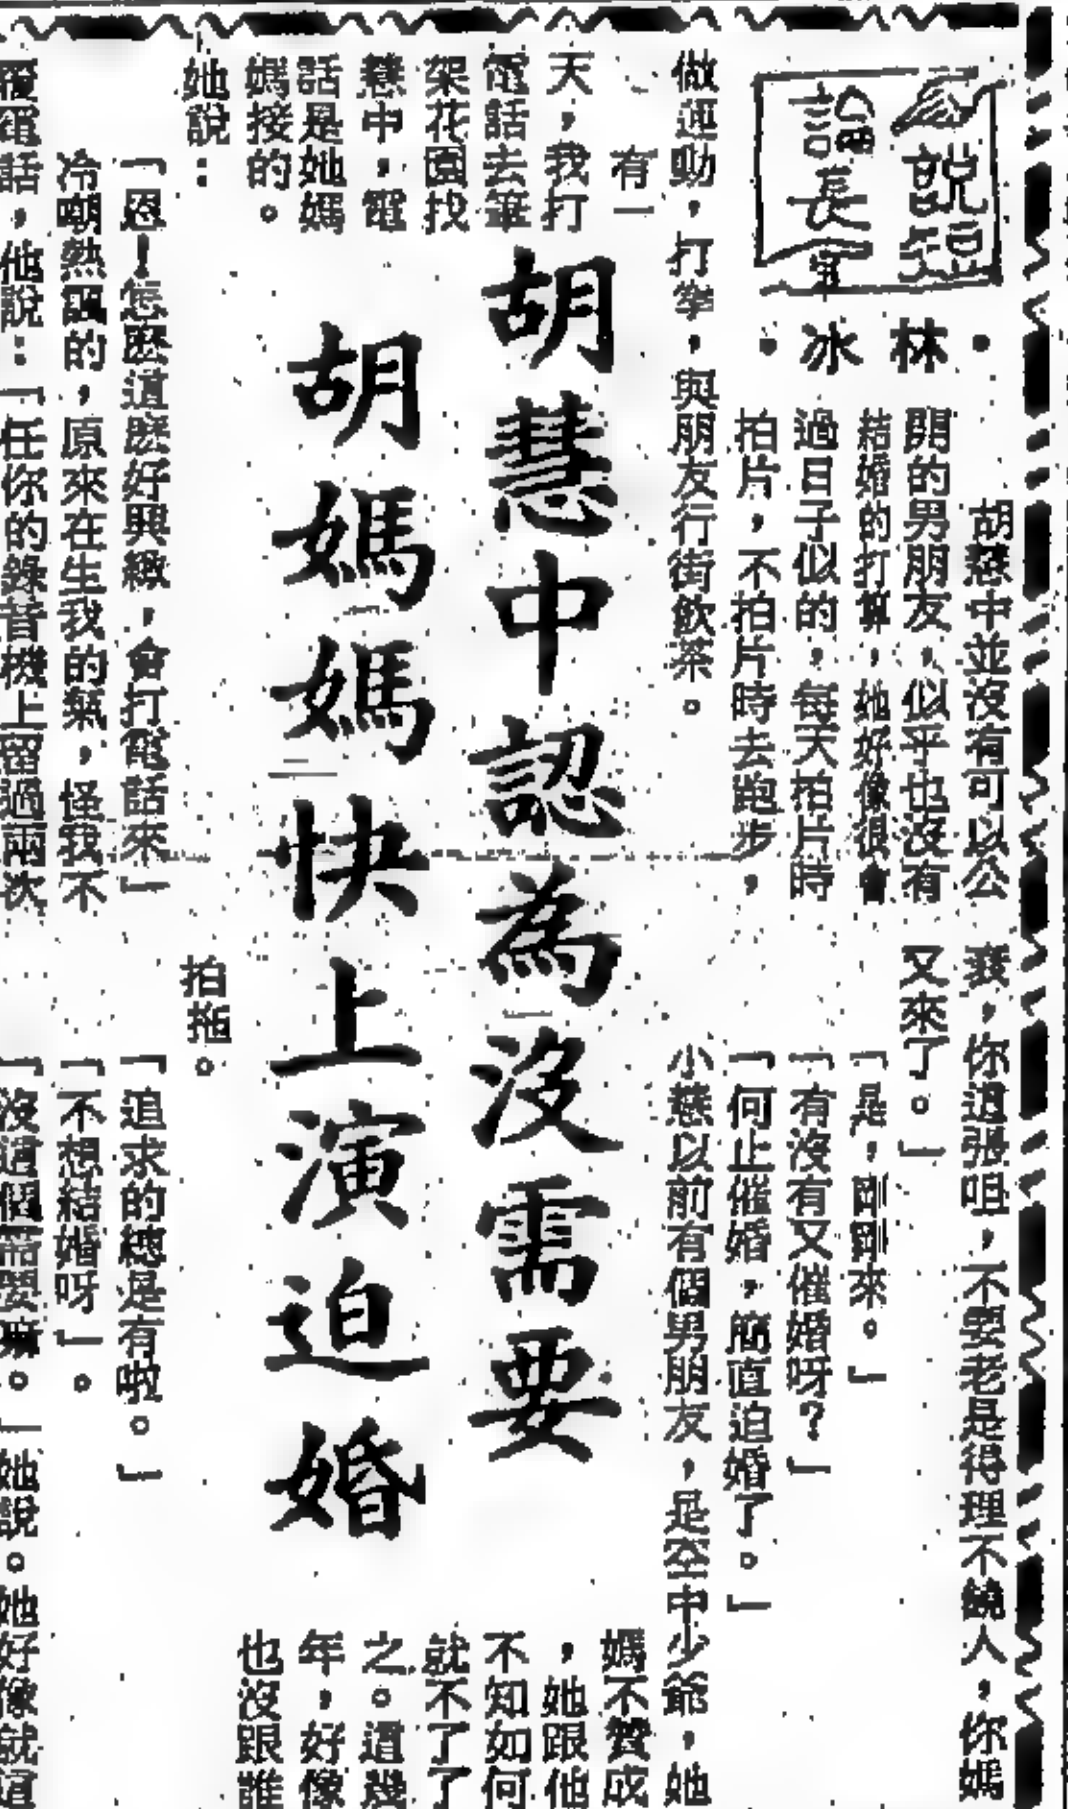 說短
論長
•林冰•
胡慧中認為沒需要
胡媽媽快上演迫婚
胡慧中並沒有可以公
開的男朋友，似乎也沒有
結婚的打算，她好像很會
過日子似的，每天拍片時
拍片，不拍片時去跑步，
做運動，打拳，與朋友行街飲茶。
有一
天，我打
電話去筆
架花園找
慧中，電
話是她媽
媽接的。
她說：
「恩！怎麼這麼好興緻，會打電話來」
冷嘲熱諷的，原來在生我的氣，怪我不
覆電話，他說：「任你的錄音機上留過兩次
衰，你這張咀，不要老是得理不饒人，你媽
又來了。」
「是，剛剛來。」
「有沒有又催婚呀？」
「何止催婚，簡直迫婚了。」
小慧以前有個男朋友，是空中少爺，她
媽不贊成
，她跟他
不知如何
就不了了
之。這幾
年，好像
也沒跟誰
拍拖。
「追求的總是有啦。」
「不想結婚呀」。
「沒這個需要嘛。」她說。她好像就這